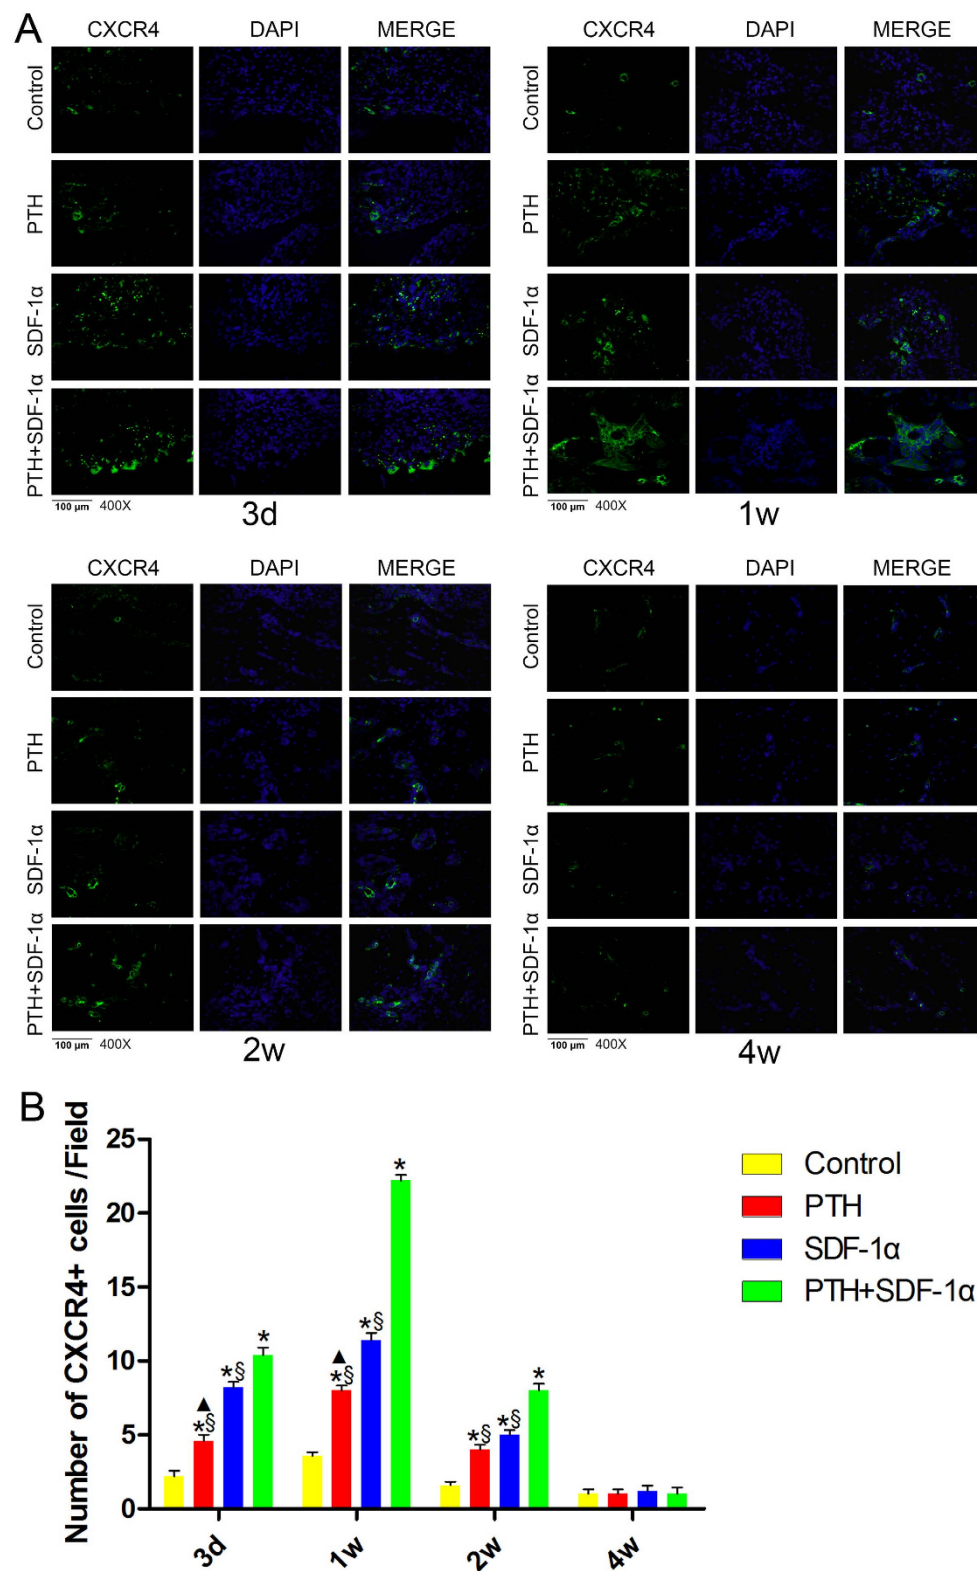 A
CXCR4 DAPI MERGE
Control
PTH
SDF-1α
PTH+SDF-1α
100 µm 400X
3d
CXCR4 DAPI MERGE
Control
PTH
SDF-1α
PTH+SDF-1α
100 µm 400X
1w
CXCR4 DAPI MERGE
Control
PTH
SDF-1α
PTH+SDF-1α
100 µm 400X
2w
CXCR4 DAPI MERGE
Control
PTH
SDF-1α
PTH+SDF-1α
100 µm 400X
4w
B
Number of CXCR4+ cells /Field
25
20
15
10
5
0
▲
*§ *§ *
▲
*§ *§ *
*§ *§ *
3d 1w 2w 4w
Control
PTH
SDF-1α
PTH+SDF-1α